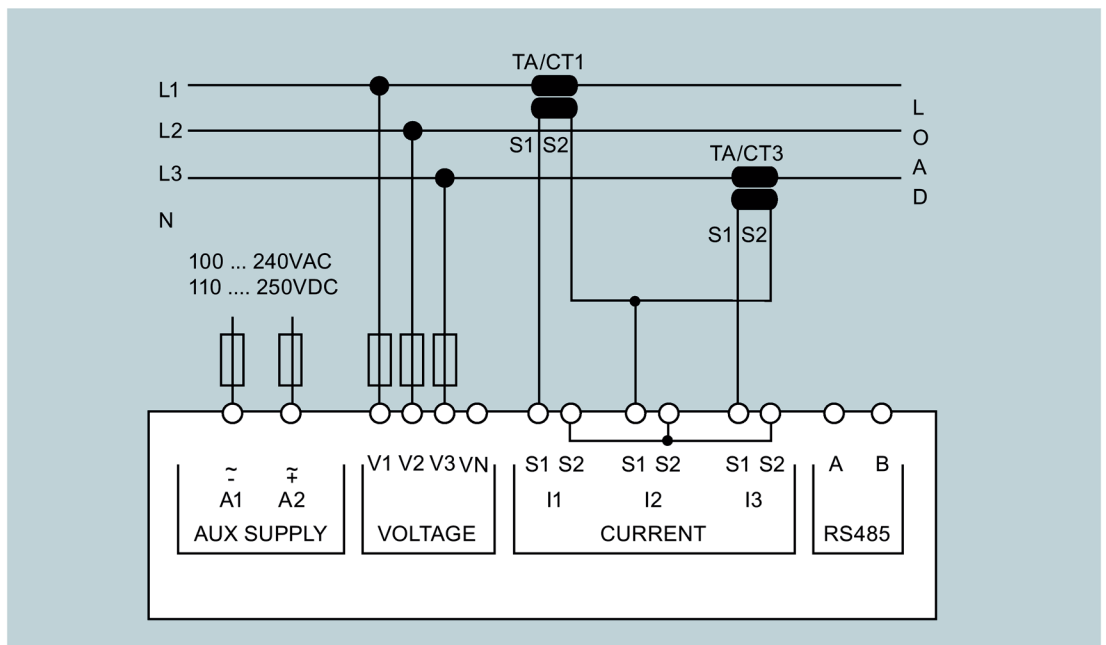 TA/CT1
L1
L2
S1 S2
TA/CT3
L3
N
S1 S2
L
O
A
D
100 ... 240VAC
110 .... 250VDC
V1 V2 V3 VN
S1 S2
S1 S2
S1 S2
A
B
~
-
A1
~
+
A2
I1
I2
I3
AUX SUPPLY
VOLTAGE
CURRENT
RS485